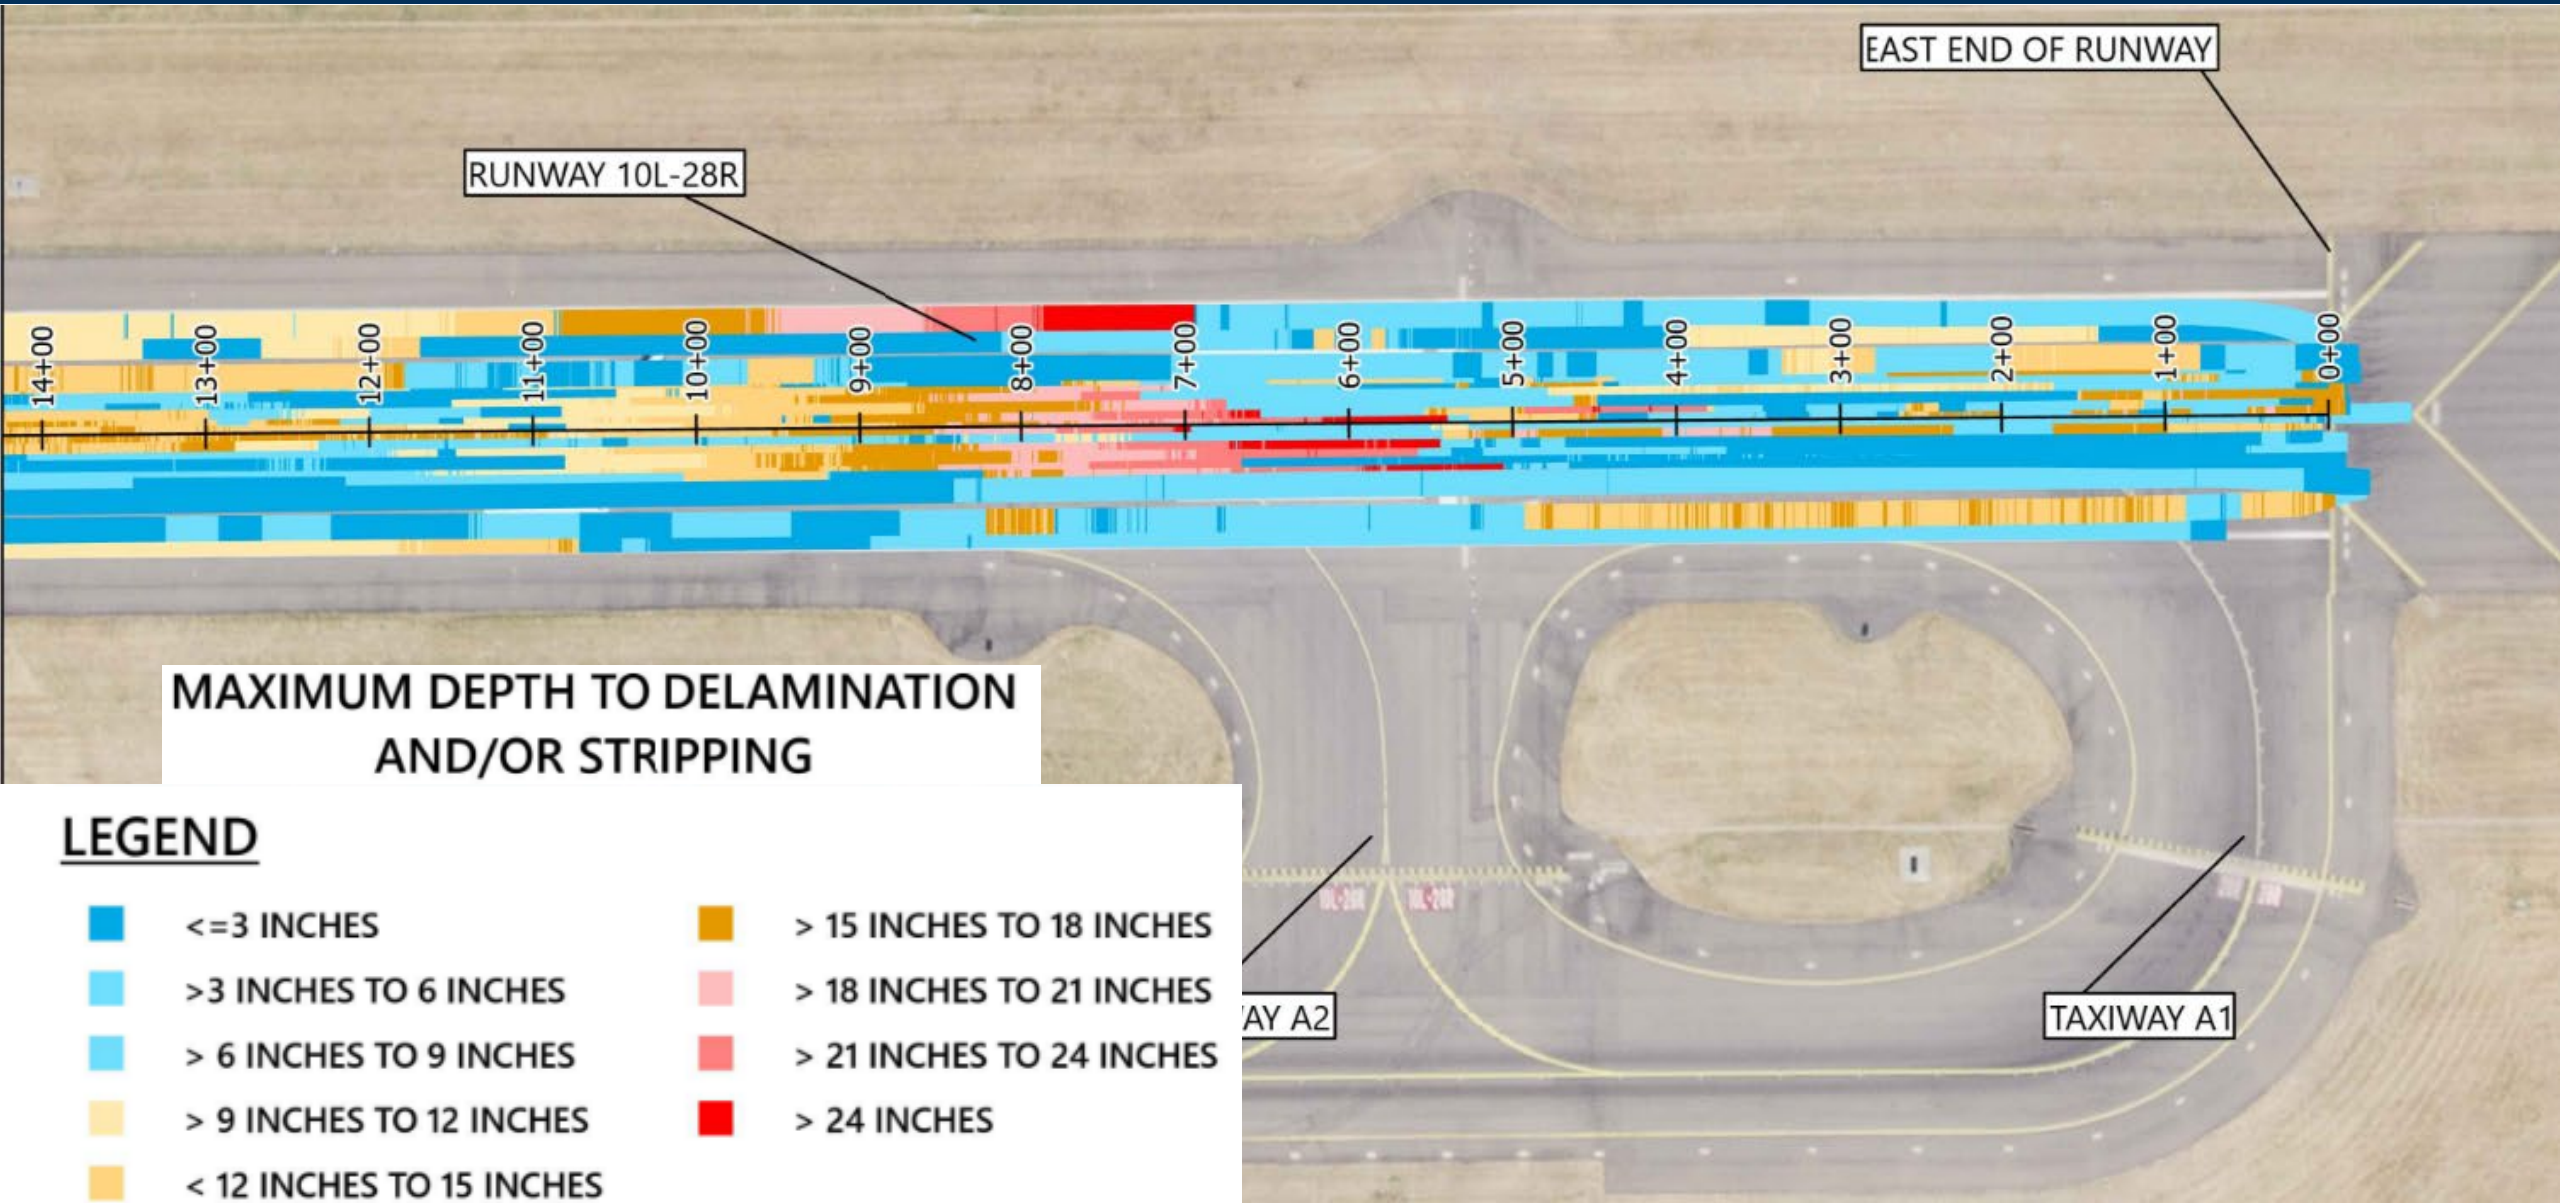 EAST END OF RUNWAY
RUNWAY 10L-28R
14+00
13+00
12+00
11+00
10+00
9+00
8+00
7+00
6+00
5+00
4+00
3+00
2+00
1+00
0+00
MAXIMUM DEPTH TO DELAMINATION
AND/OR STRIPPING
LEGEND
<=3 INCHES
>3 INCHES TO 6 INCHES
> 6 INCHES TO 9 INCHES
> 9 INCHES TO 12 INCHES
< 12 INCHES TO 15 INCHES
> 15 INCHES TO 18 INCHES
> 18 INCHES TO 21 INCHES
> 21 INCHES TO 24 INCHES
> 24 INCHES
10L-28R
10L-28R
AY A2
TAXIWAY A1